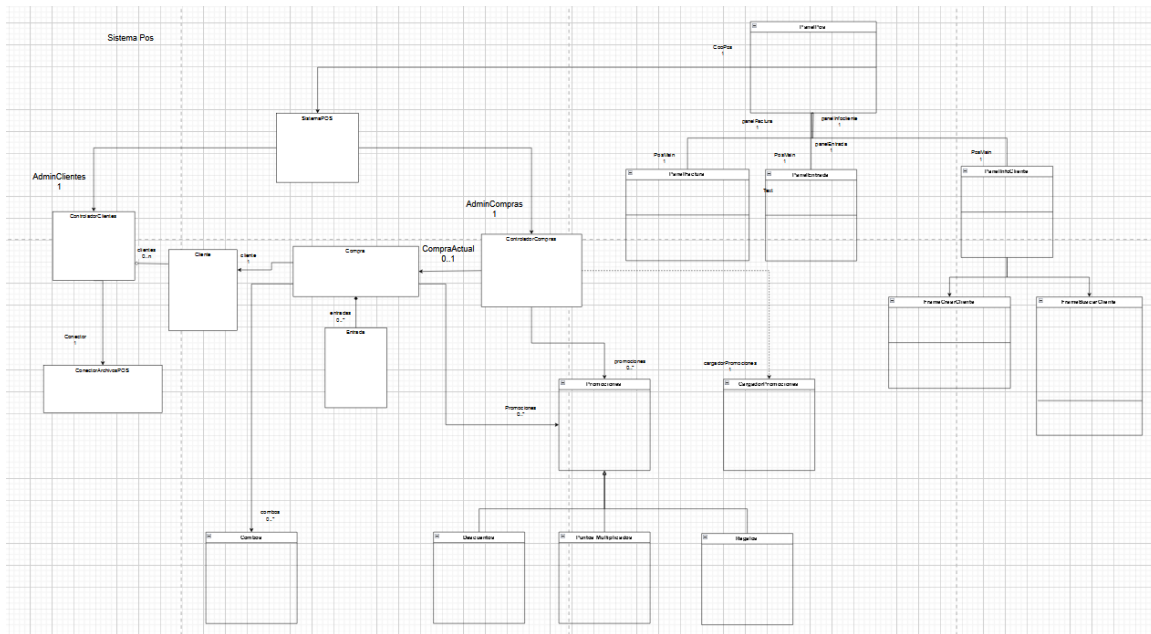 PanelPos
Sistema Pos
CooPos
1
SistemaPOS
panelFactura
1
panelInfocliente
1
panelEntrada
1
PosMain
1
PosMain
1
PosMain
1
PanelFactura
PanelEntrada
PanelInfoCliente
Text
AdminClientes
1
AdminCompras
1
ControladorClientes
ControladorCompras
clientes
0..n
Cliente
cliente
1
Compra
CompraActual
0..1
entradas
0..*
Entrada
FrameCrearCliente
FrameBuscarCliente
Conector
1
ConectorArchivosPOS
promociones
0..*
cargadorPromociones
1
Promociones
CargadorPromociones
Promociones
0..*
combos
0..*
Combos
Descuentos
Puntos Multiplicados
Regalos